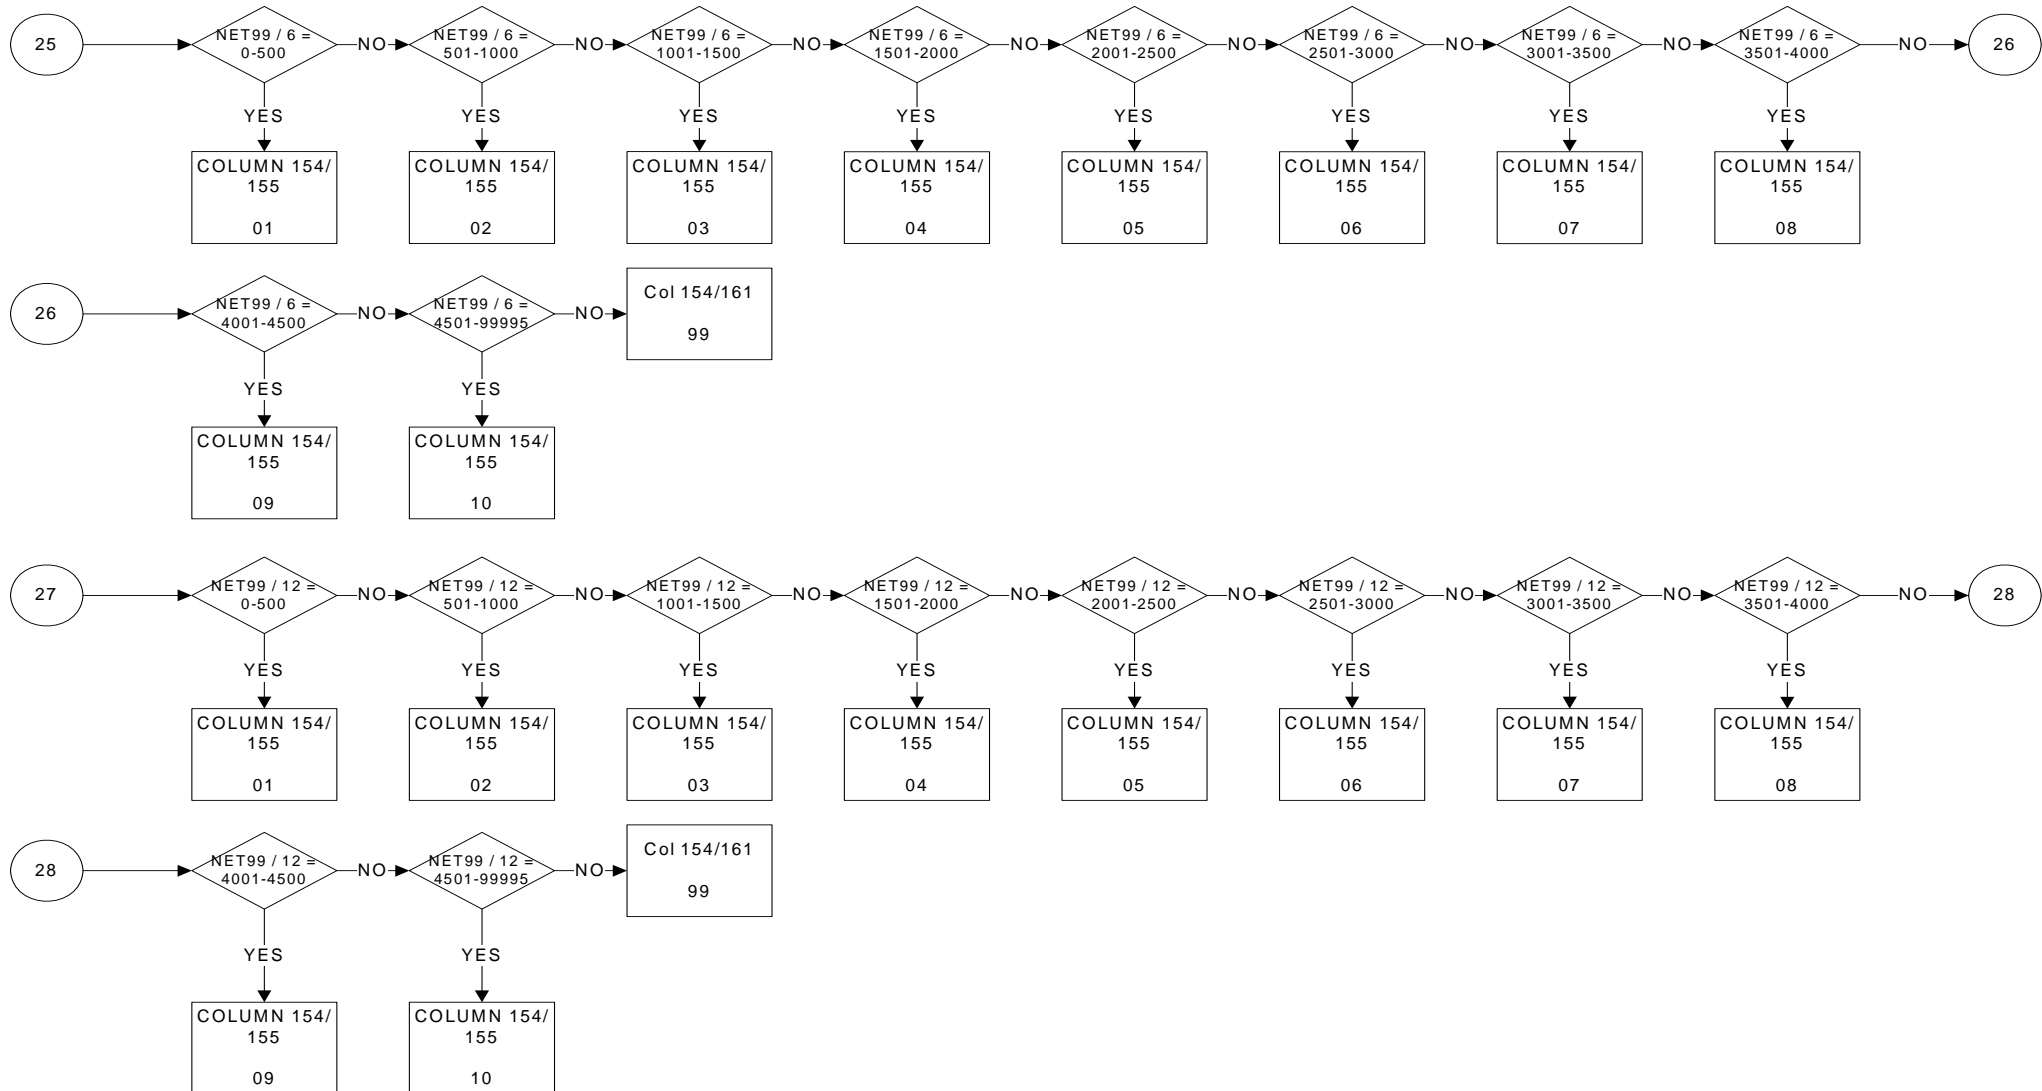 25
NET99 / 6 =
0-500
NO
NET99 / 6 =
501-1000
NO
NET99 / 6 =
1001-1500
NO
NET99 / 6 =
1501-2000
NO
NET99 / 6 =
2001-2500
NO
NET99 / 6 =
2501-3000
NO
NET99 / 6 =
3001-3500
NO
NET99 / 6 =
3501-4000
NO
26
YES
YES
YES
YES
YES
YES
YES
YES
COLUMN 154/
155
01
COLUMN 154/
155
02
COLUMN 154/
155
03
COLUMN 154/
155
04
COLUMN 154/
155
05
COLUMN 154/
155
06
COLUMN 154/
155
07
COLUMN 154/
155
08
26
NET99 / 6 =
4001-4500
NO
NET99 / 6 =
4501-99995
NO
Col 154/161
99
YES
YES
COLUMN 154/
155
09
COLUMN 154/
155
10
27
NET99 / 12 =
0-500
NO
NET99 / 12 =
501-1000
NO
NET99 / 12 =
1001-1500
NO
NET99 / 12 =
1501-2000
NO
NET99 / 12 =
2001-2500
NO
NET99 / 12 =
2501-3000
NO
NET99 / 12 =
3001-3500
NO
NET99 / 12 =
3501-4000
NO
28
YES
YES
YES
YES
YES
YES
YES
YES
COLUMN 154/
155
01
COLUMN 154/
155
02
COLUMN 154/
155
03
COLUMN 154/
155
04
COLUMN 154/
155
05
COLUMN 154/
155
06
COLUMN 154/
155
07
COLUMN 154/
155
08
28
NET99 / 12 =
4001-4500
NO
NET99 / 12 =
4501-99995
NO
Col 154/161
99
YES
YES
COLUMN 154/
155
09
COLUMN 154/
155
10